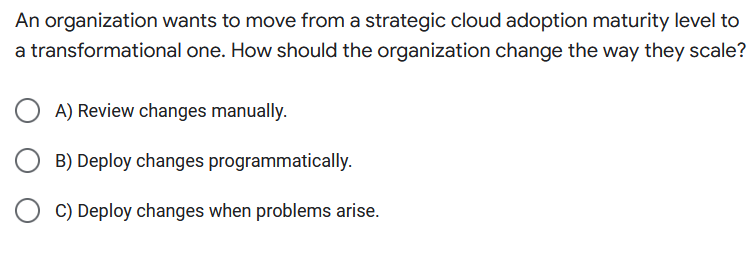 An organization wants to move from a strategic cloud adoption maturity level to
a transformational one. How should the organization change the way they scale?
A) Review changes manually.
B) Deploy changes programmatically.
C) Deploy changes when problems arise.